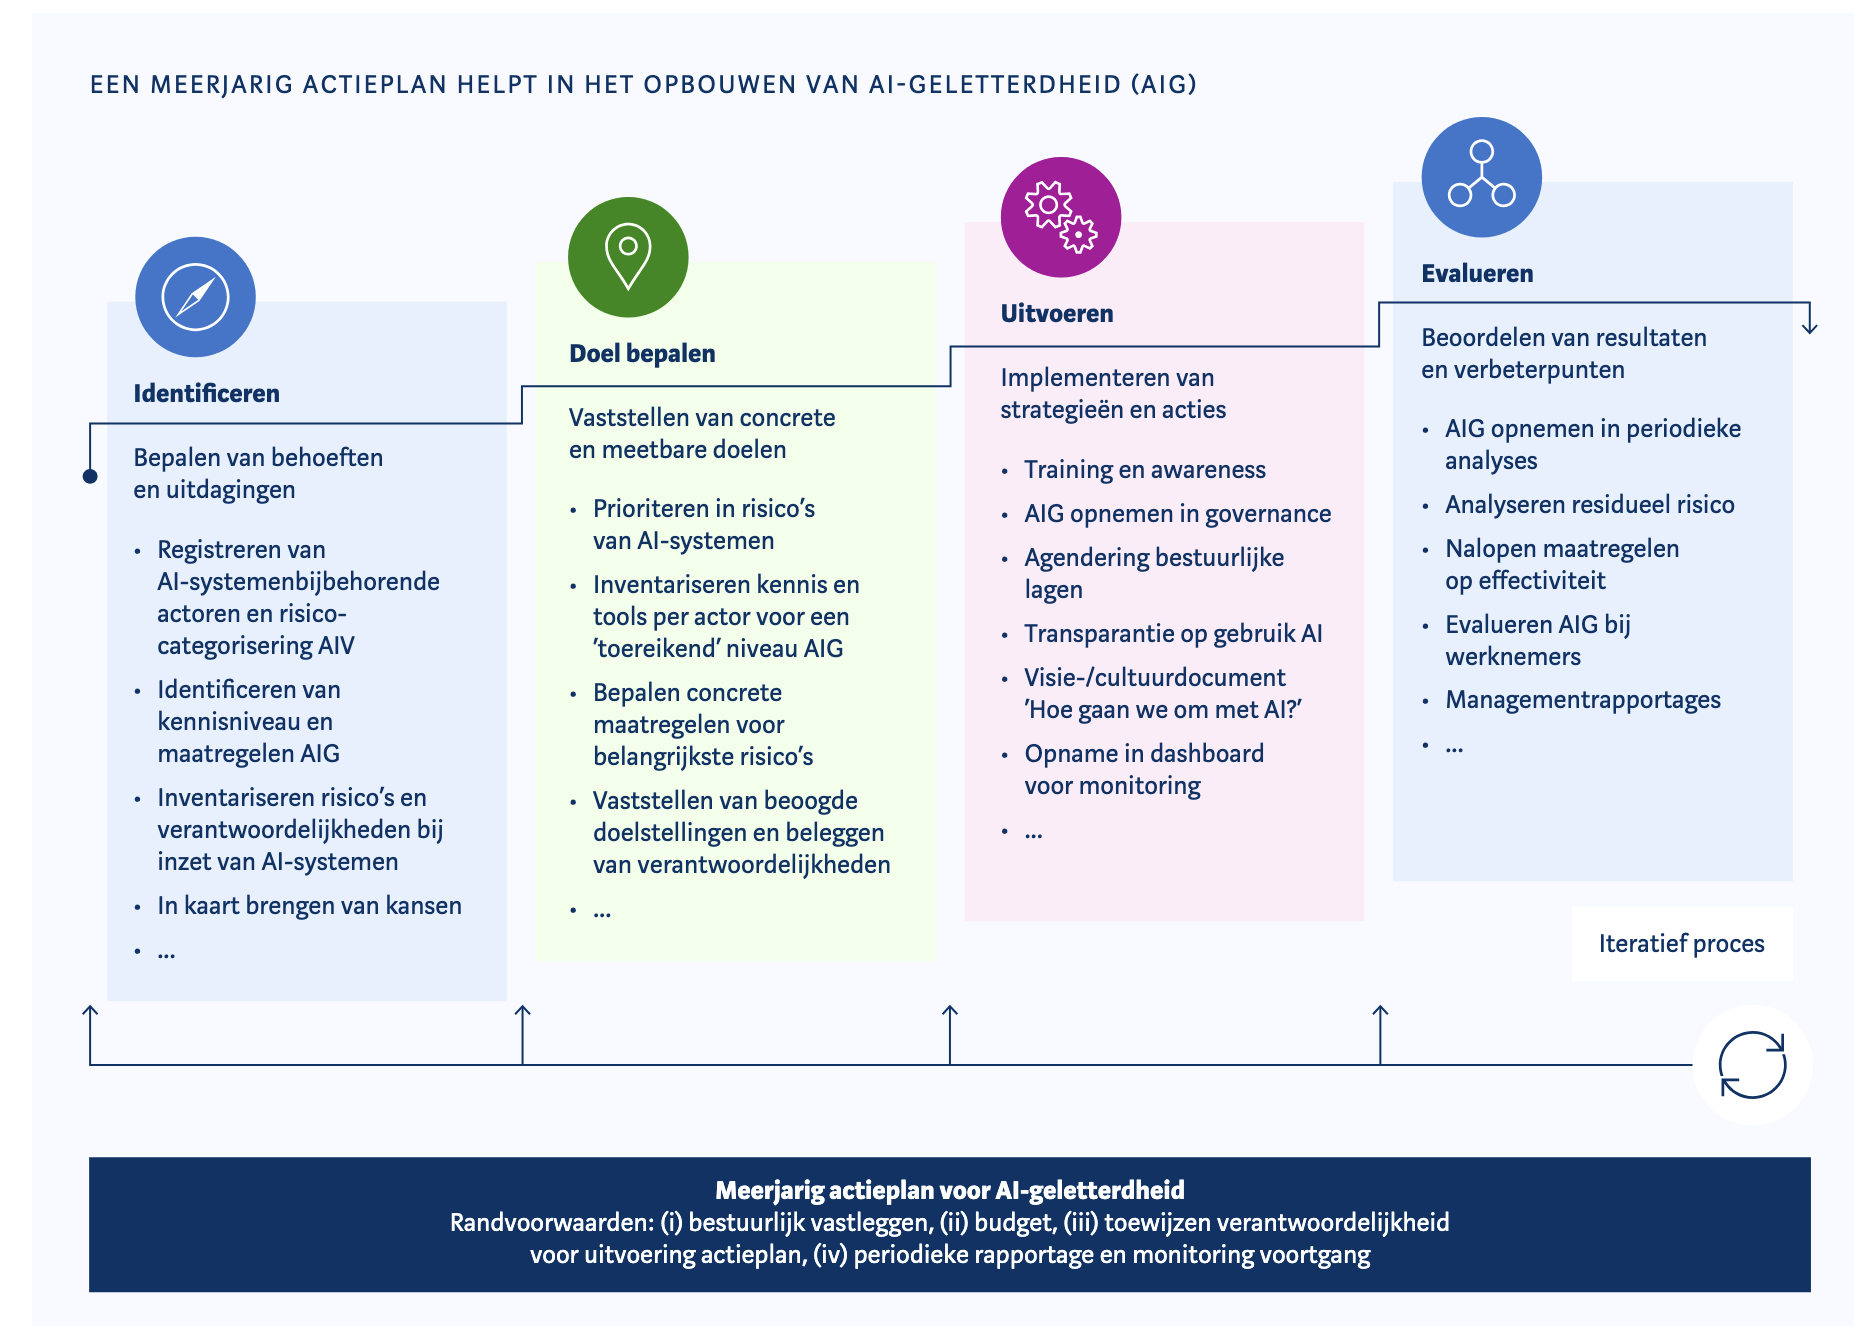 EEN MEERJARIG ACTIEPLAN HELPT IN HET OPBOUWEN VAN AI-GELETTERDHEID (AIG)
Identificeren
Bepalen van behoeften
en uitdagingen
• Registreren van
AI-systemenbijbehorende
actoren en risico-
categorisering AIV
• Identificeren van
kennisniveau en
maatregelen AIG
• Inventariseren risico’s en
verantwoordelijkheden bij
inzet van AI-systemen
• In kaart brengen van kansen
• ...
Doel bepalen
Vaststellen van concrete
en meetbare doelen
• Prioriteren in risico’s
van AI-systemen
• Inventariseren kennis en
tools per actor voor een
’toereikend’ niveau AIG
• Bepalen concrete
maatregelen voor
belangrijkste risico’s
• Vaststellen van beoogde
doelstellingen en beleggen
van verantwoordelijkheden
• ...
Uitvoeren
Implementeren van
strategieën en acties
• Training en awareness
• AIG opnemen in governance
• Agendering bestuurlijke
lagen
• Transparantie op gebruik AI
• Visie-/cultuurdocument
’Hoe gaan we om met AI?’
• Opname in dashboard
voor monitoring
• ...
Evalueren
Beoordelen van resultaten
en verbeterpunten
• AIG opnemen in periodieke
analyses
• Analyseren residueel risico
• Nalopen maatregelen
op effectiviteit
• Evalueren AIG bij
werknemers
• Managementrapportages
• ...
Iteratief proces
Meerjarig actieplan voor AI-geletterdheid
Randvoorwaarden: (i) bestuurlijk vastleggen, (ii) budget, (iii) toewijzen verantwoordelijkheid
voor uitvoering actieplan, (iv) periodieke rapportage en monitoring voortgang